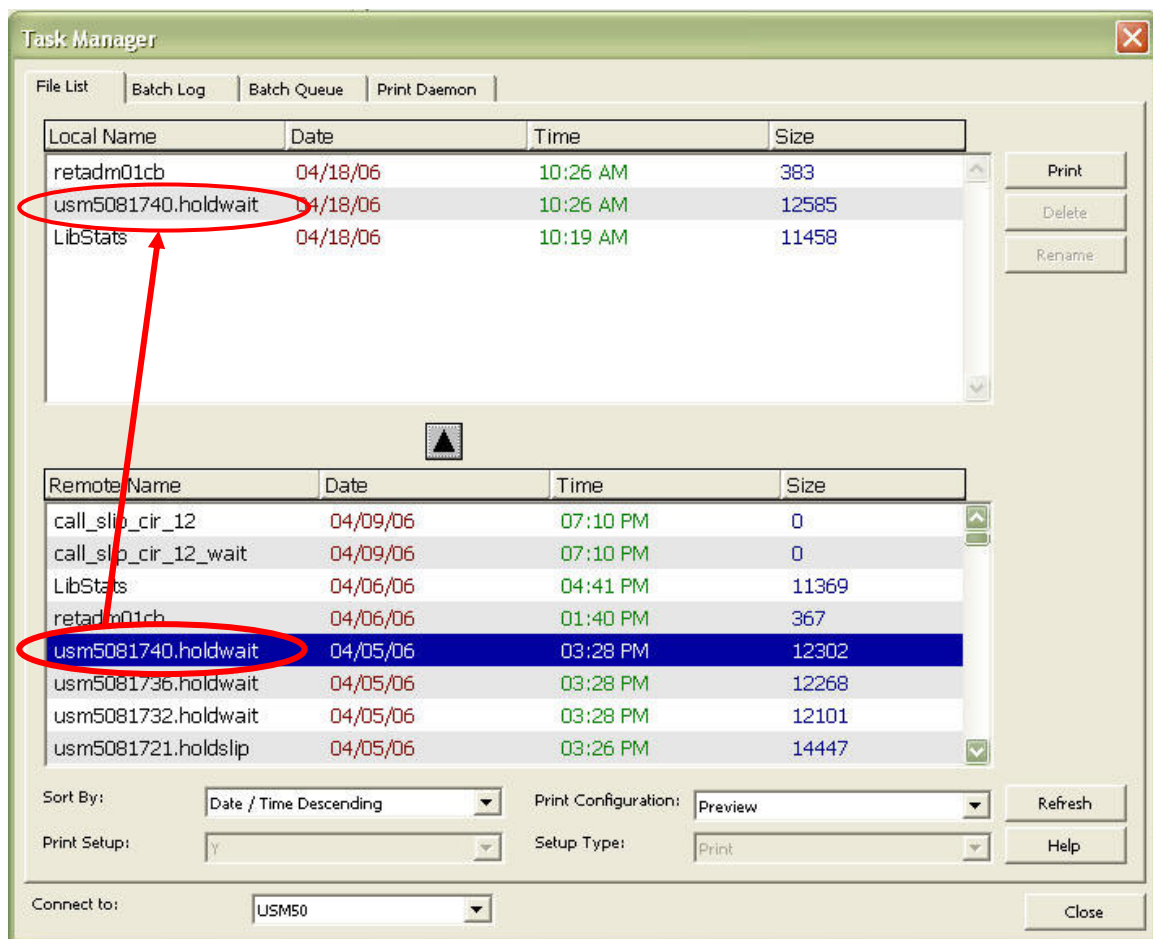 Task Manager
File List Batch Log Batch Queue Print Daemon
Local Name Date Time Size
retadm01cb 04/18/06 10:26 AM 383
usm5081740.holdwait 04/18/06 10:26 AM 12585
LibStats 04/18/06 10:19 AM 11458
Print
Delete
Rename
Remote Name Date Time Size
call_slip_cir_12 04/09/06 07:10 PM 0
call_slip_cir_12_wait 04/09/06 07:10 PM 0
LibStats 04/06/06 04:41 PM 11369
retadm01cb 04/06/06 01:40 PM 367
usm5081740.holdwait 04/05/06 03:28 PM 12302
usm5081736.holdwait 04/05/06 03:28 PM 12268
usm5081732.holdwait 04/05/06 03:28 PM 12101
usm5081721.holdslip 04/05/06 03:26 PM 14447
Sort By: Date / Time Descending Print Configuration: Preview Refresh
Print Setup: Y Setup Type: Print Help
Connect to: USM50 Close